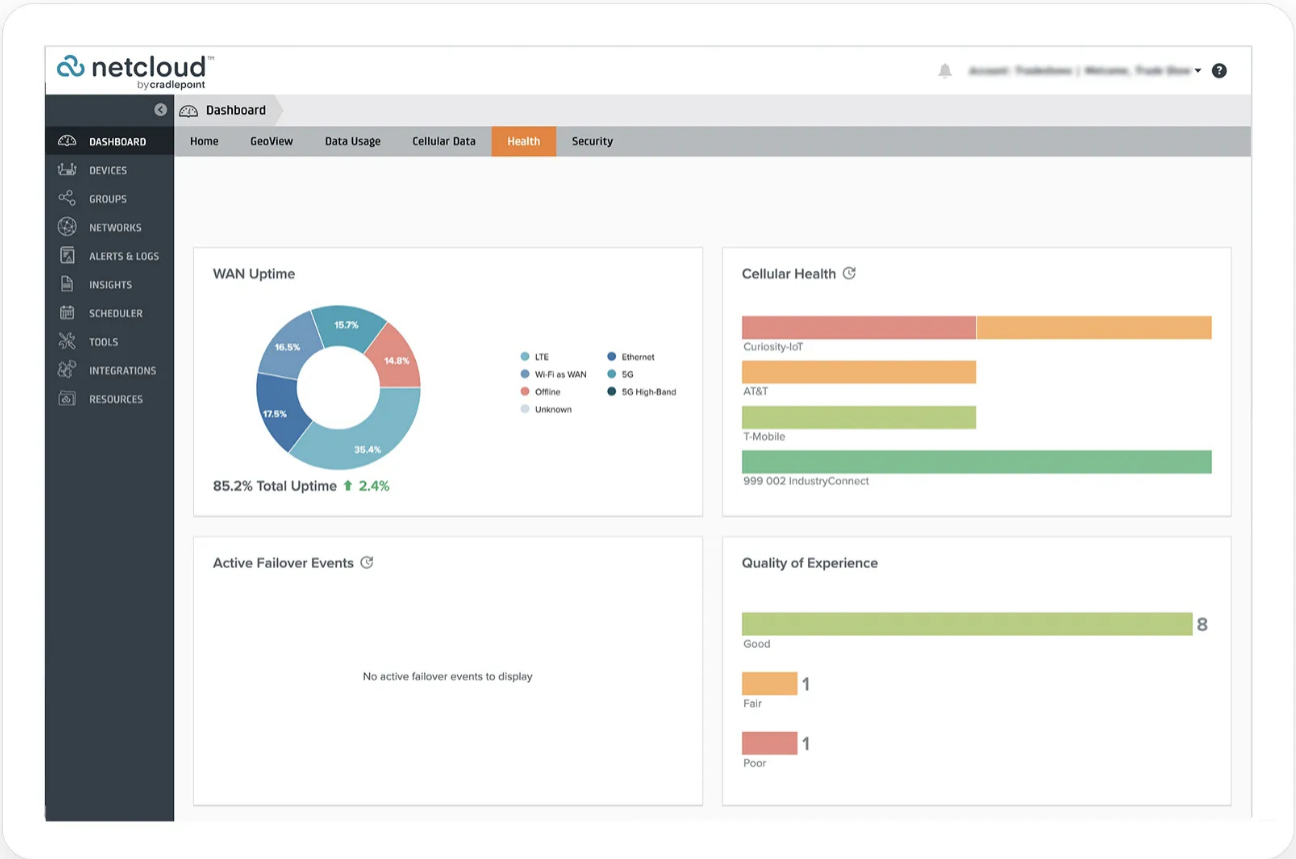 netcloud™
by cradlepoint
Dashboard
DASHBOARD
DEVICES
GROUPS
NETWORKS
ALERTS & LOGS
INSIGHTS
SCHEDULER
TOOLS
INTEGRATIONS
RESOURCES
Home GeoView Data Usage Cellular Data Health Security
WAN Uptime
15.7%
16.5%
14.8%
17.5%
35.4%
LTE Ethernet
Wi-Fi as WAN 5G
Offline 5G High-Band
Unknown
85.2% Total Uptime 2.4%
Cellular Health
Curiosity-IoT
AT&T
T-Mobile
999 002 IndustryConnect
Active Failover Events
No active failover events to display
Quality of Experience
8
Good
1
Fair
1
Poor